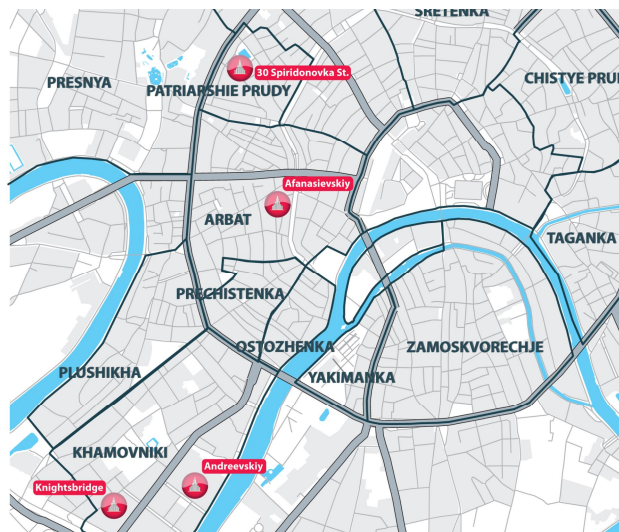 SRETENKA
30 Spiridonovka St.
PRESNYA
CHISTYE PRU
PATRIARSHIE PRUDY
Afanasievskiy
ARBAT
TAGANKA
PRECHISTENKA
OSTOZHENKA
ZAMOSKVORECHJE
PLUSHIKHA
YAKIMANKA
KHAMOVNIKI
Andreevskiy
Knightsbridge